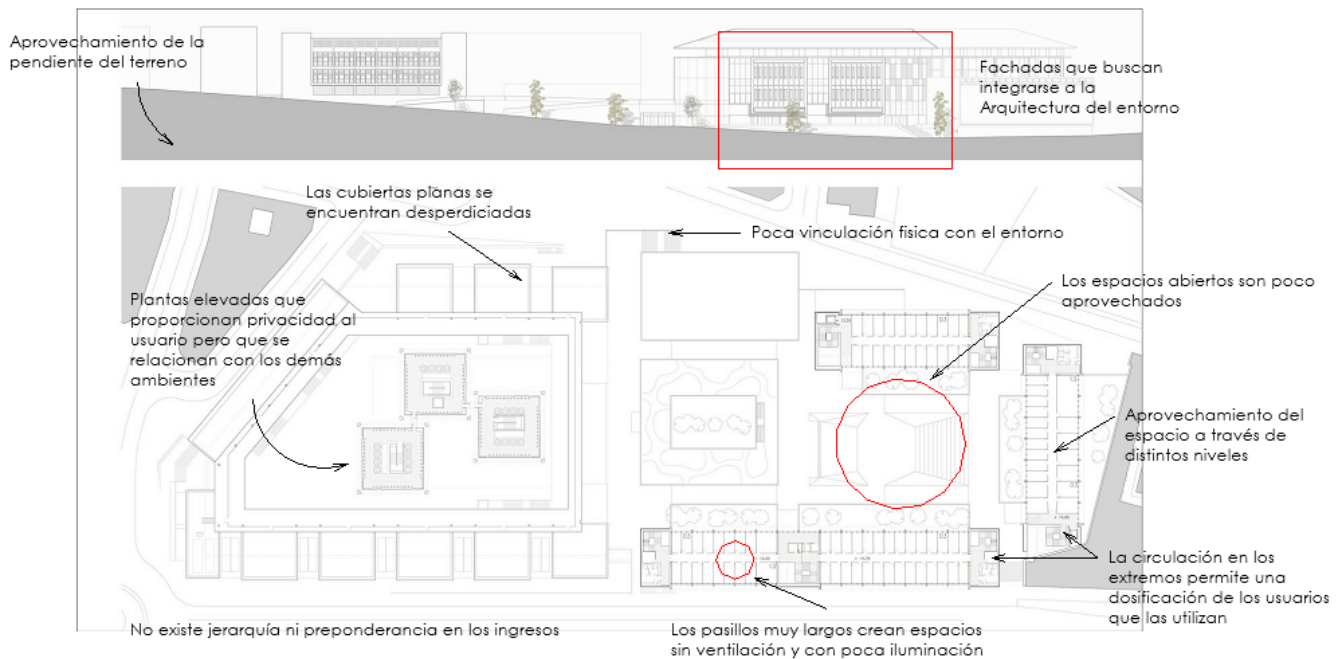 Aprovechamiento de la
pendiente del terreno
Fachadas que buscan
integrarse a la
Arquitectura del entorno
Las cubiertas planas se
encuentran desperdiciadas
Poca vinculación física con el entorno
Los espacios abiertos son poco
aprovechados
Plantas elevadas que
proporcionan privacidad al
usuario pero que se
relacionan con los demás
ambientes
Aprovechamiento del
espacio a través de
distintos niveles
La circulación en los
extremos permite una
dosificación de los usuarios
que las utilizan
No existe jerarquía ni preponderancia en los ingresos
Los pasillos muy largos crean espacios
sin ventilación y con poca iluminación